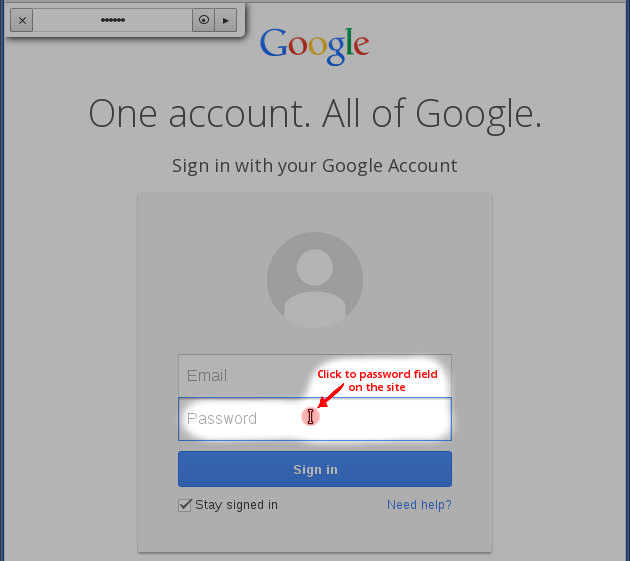 ••••••
Google
One account. All of Google.
Sign in with your Google Account
Email
Click to password field
on the site
Password
Sign in
Stay signed in
Need help?